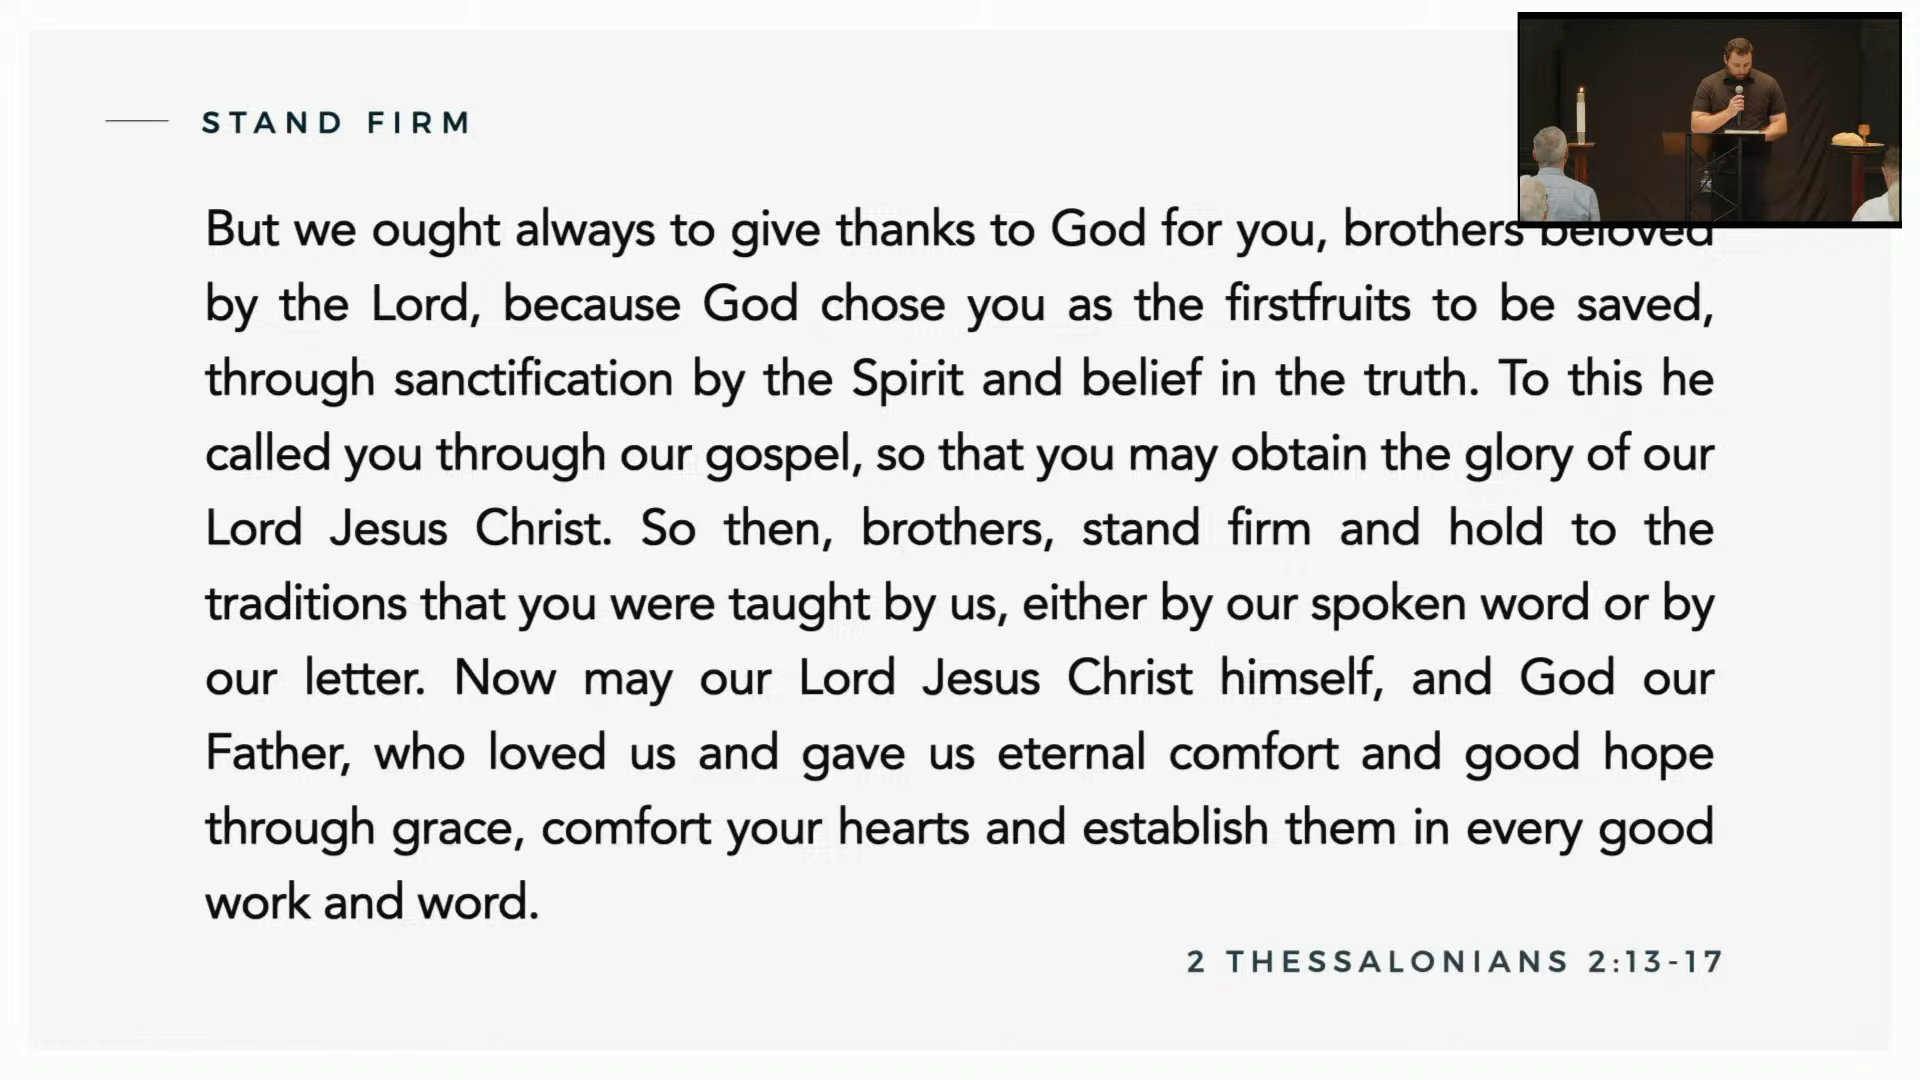 STAND FIRM
But we ought always to give thanks to God for you, brothers beloved
by the Lord, because God chose you as the firstfruits to be saved,
through sanctification by the Spirit and belief in the truth. To this he
called you through our gospel, so that you may obtain the glory of our
Lord Jesus Christ. So then, brothers, stand firm and hold to the
traditions that you were taught by us, either by our spoken word or by
our letter. Now may our Lord Jesus Christ himself, and God our
Father, who loved us and gave us eternal comfort and good hope
through grace, comfort your hearts and establish them in every good
work and word.
2 THESSALONIANS 2:13-17